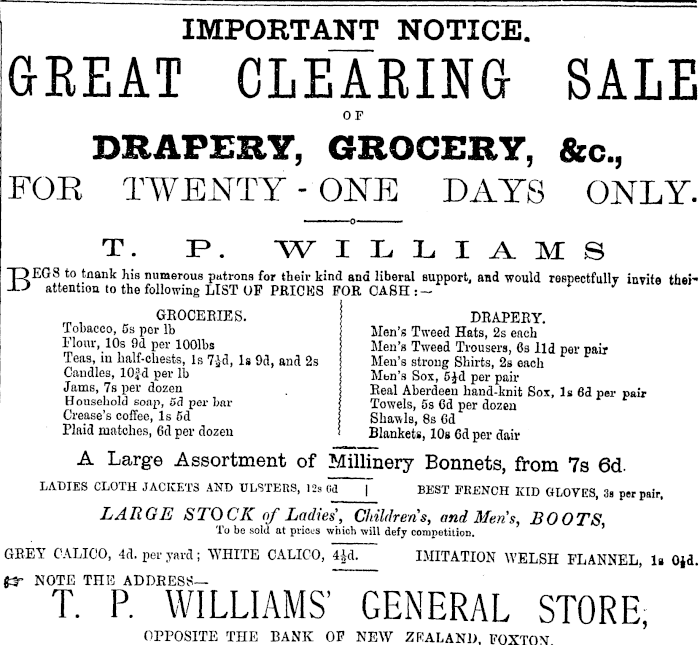 IMPORTANT NOTICE.
GREAT CLEARING SALE
OF
DRAPERY, GROCERY, &c.,
FOR TWENTY-ONE DAYS ONLY.
T. P. WILLIAMS
BEGS to tnank his numerous patrons for their kind and liberal support, and would respectfully invite thei-
attention to the following LIST OF PRICES FOR CASH:—
GROCERIES.
Tobacco, 5s per lb
Flour, 10s 9d per 100lbs
Teas, in half-chests, 1s 7½d, 1s 9d, and 2s
Candles, 10¾d per lb
Jams, 7s per dozen
Household soap, 5d per bar
Crease's coffee, 1s 5d
Plaid matches, 6d per dozen
DRAPERY.
Men's Tweed Hats, 2s each
Men's Tweed Trousers, 6s 11d per pair
Men's strong Shirts, 2s each
Men's Sox, 5½d per pair
Real Aberdeen hand-knit Sox, 1s 6d per pair
Towels, 5s 6d per dozen
Shawls, 8s 6d
Blankets, 10s 6d per dair
A Large Assortment of Millinery Bonnets, from 7s 6d.
LADIES CLOTH JACKETS AND ULSTERS, 12s 6d | BEST FRENCH KID GLOVES, 3s per pair,
LARGE STOCK of Ladies', Children's, and Men's, BOOTS,
To be sold at prices which will defy competition.
GREY CALICO, 4d. per yard; WHITE CALICO, 4½d. IMITATION WELSH FLANNEL, 1s 0½d.
☞ NOTE THE ADDRESS—
T. P. WILLIAMS' GENERAL STORE,
OPPOSITE THE BANK OF NEW ZEALAND, FOXTON.